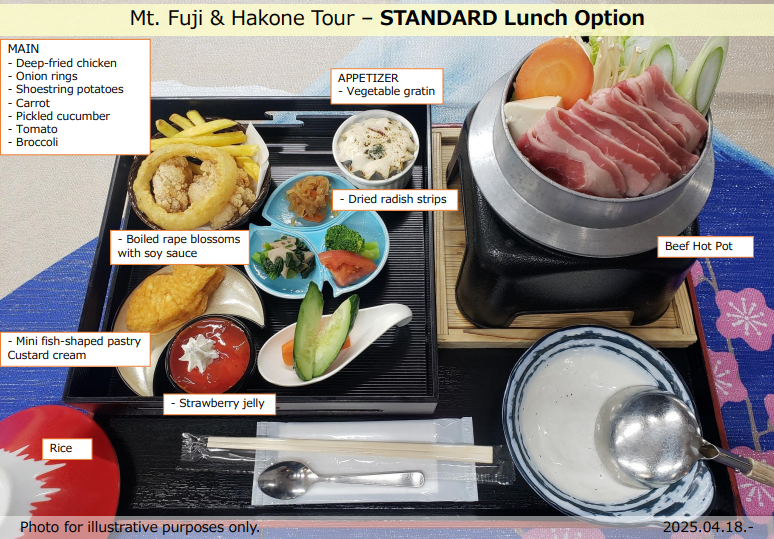 Mt. Fuji & Hakone Tour – STANDARD Lunch Option
MAIN
- Deep-fried chicken
- Onion rings
- Shoestring potatoes
- Carrot
- Pickled cucumber
- Tomato
- Broccoli
APPETIZER
- Vegetable gratin
- Dried radish strips
- Boiled rape blossoms
with soy sauce
Beef Hot Pot
- Mini fish-shaped pastry
Custard cream
- Strawberry jelly
Rice
Photo for illustrative purposes only.
2025.04.18.-